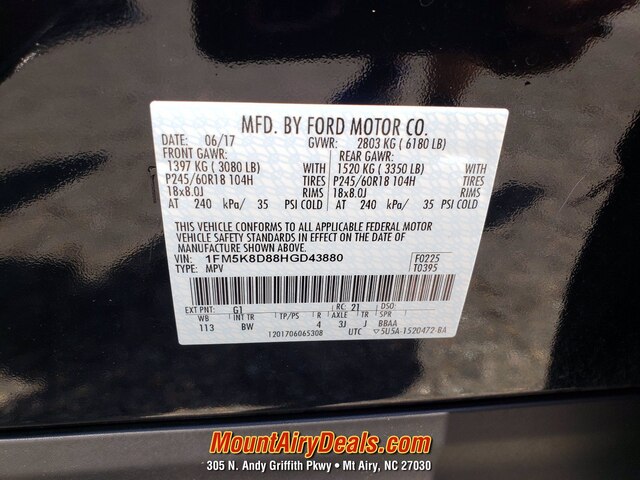 MFD. BY FORD MOTOR CO.
DATE: 06/17 GVWR: 2803 KG ( 6180 LB)
FRONT GAWR: REAR GAWR:
1397 KG ( 3080 LB) WITH 1520 KG ( 3350 LB) WITH
P245/60R18 104H TIRES P245/60R18 104H TIRES
18x8.0J RIMS 18x8.0J RIMS
AT 240 kPa/ 35 PSI COLD AT 240 kPa/ 35 PSI COLD
THIS VEHICLE CONFORMS TO ALL APPLICABLE FEDERAL MOTOR
VEHICLE SAFETY STANDARDS IN EFFECT ON THE DATE OF
MANUFACTURE SHOWN ABOVE.
VIN: 1FM5K8D88HGD43880 F0225
TYPE: MPV T0395
EXT PNT: G1 RC: 21 DSO:
WB INT TR TP/PS R AXLE TR SPR
113 BW 4 3J J BBAA
1201706065308 UTC ▽5U5A-1520472-BA
MountAiryDeals.com
305 N. Andy Griffith Pkwy • Mt Airy, NC 27030